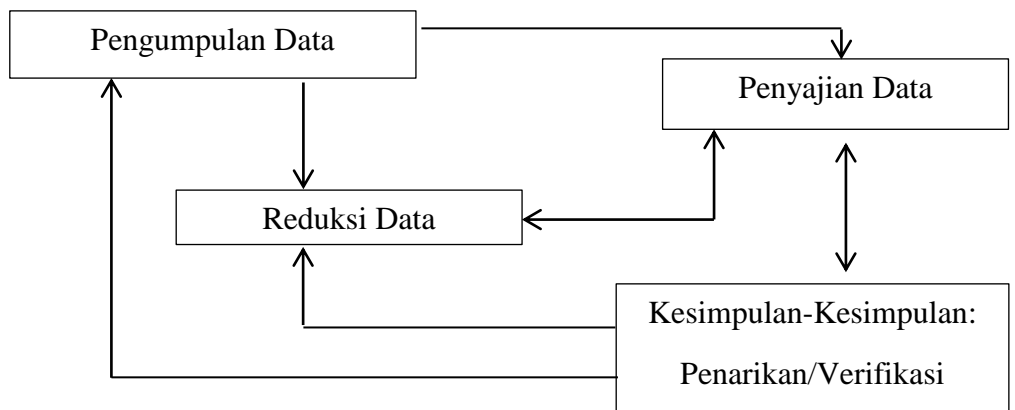 Pengumpulan Data
Penyajian Data
Reduksi Data
Kesimpulan-Kesimpulan:
Penarikan/Verifikasi